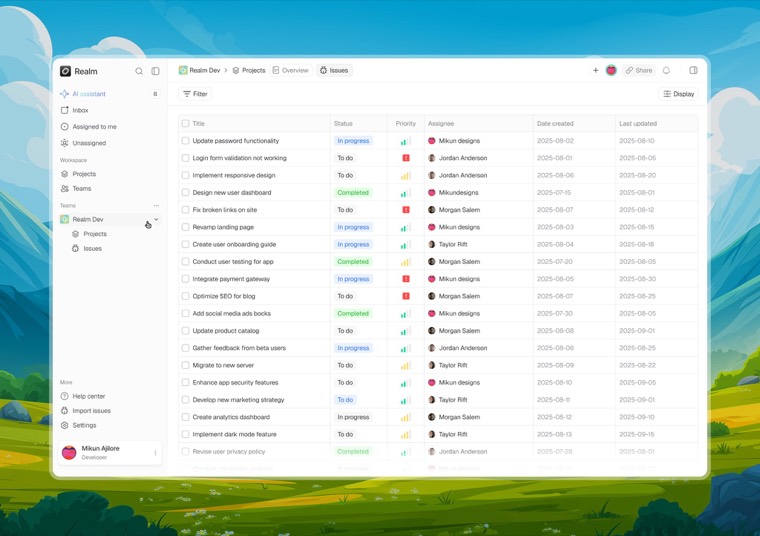 Realm
AI assistant
Inbox
Assigned to me
Unassigned
Workspace
Projects
Teams
Teams
Realm Dev
Projects
Issues
More
Help center
Import issues
Settings
Mikun Ajilore
Developer
Realm Dev > Projects Overview Issues
Share
Filter
Display
Title Status Priority Assignee Date created Last updated
Update password functionality In progress Mikun designs 2025-08-02 2025-08-10
Login form validation not working To do Jordan Anderson 2025-08-01 2025-08-05
Implement responsive design To do Jordan Anderson 2025-08-06 2025-08-20
Design new user dashboard Completed Mikundesigns 2025-07-15 2025-08-01
Fix broken links on site To do Morgan Salem 2025-08-07 2025-08-12
Revamp landing page In progress Mikun designs 2025-08-03 2025-08-15
Create user onboarding guide In progress Taylor Rift 2025-08-04 2025-08-18
Conduct user testing for app Completed Morgan Salem 2025-07-20 2025-08-05
Integrate payment gateway In progress Mikun designs 2025-08-05 2025-08-30
Optimize SEO for blog To do Morgan Salem 2025-08-07 2025-08-25
Add social media ads bocks Completed Mikun designs 2025-07-30 2025-08-05
Update product catalog To do Morgan Salem 2025-08-08 2025-09-01
Gather feedback from beta users In progress Jordan Anderson 2025-08-06 2025-08-25
Migrate to new server To do Taylor Rift 2025-08-09 2025-08-22
Enhance app security features To do Mikun designs 2025-08-10 2025-09-05
Develop new marketing strategy To do Taylor Rift 2025-08-11 2025-09-01
Create analytics dashboard In progress Morgan Salem 2025-08-12 2025-09-10
Implement dark mode feature To do Taylor Rift 2025-08-13 2025-09-15
Revise user privacy policy Completed Jordan Anderson 2025-07-28 2025-08-01